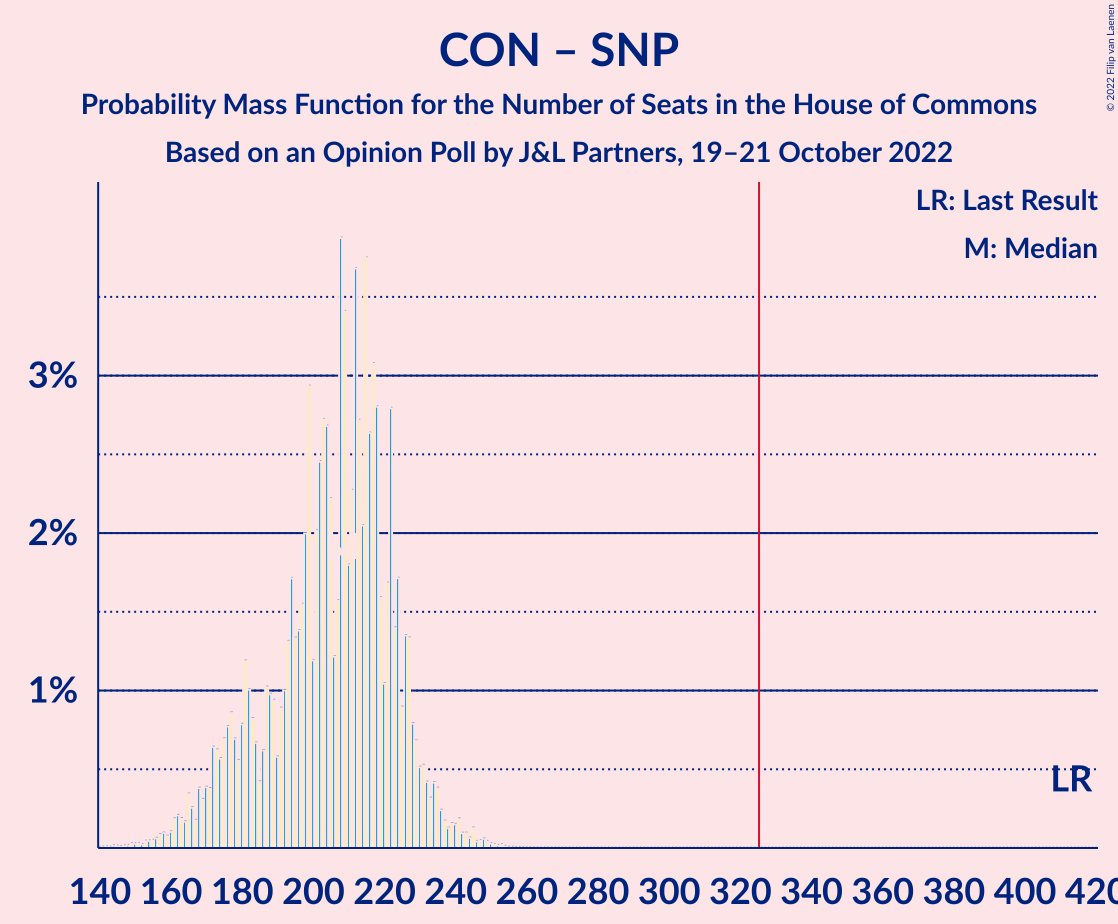 CON – SNP
Probability Mass Function for the Number of Seats in the House of Commons
Based on an Opinion Poll by J&L Partners, 19–21 October 2022
© 2022 Filip van Laenen
LR: Last Result
M: Median
3%
2%
1%
LR
140 160 180 200 220 240 260 280 300 320 340 360 380 400 420